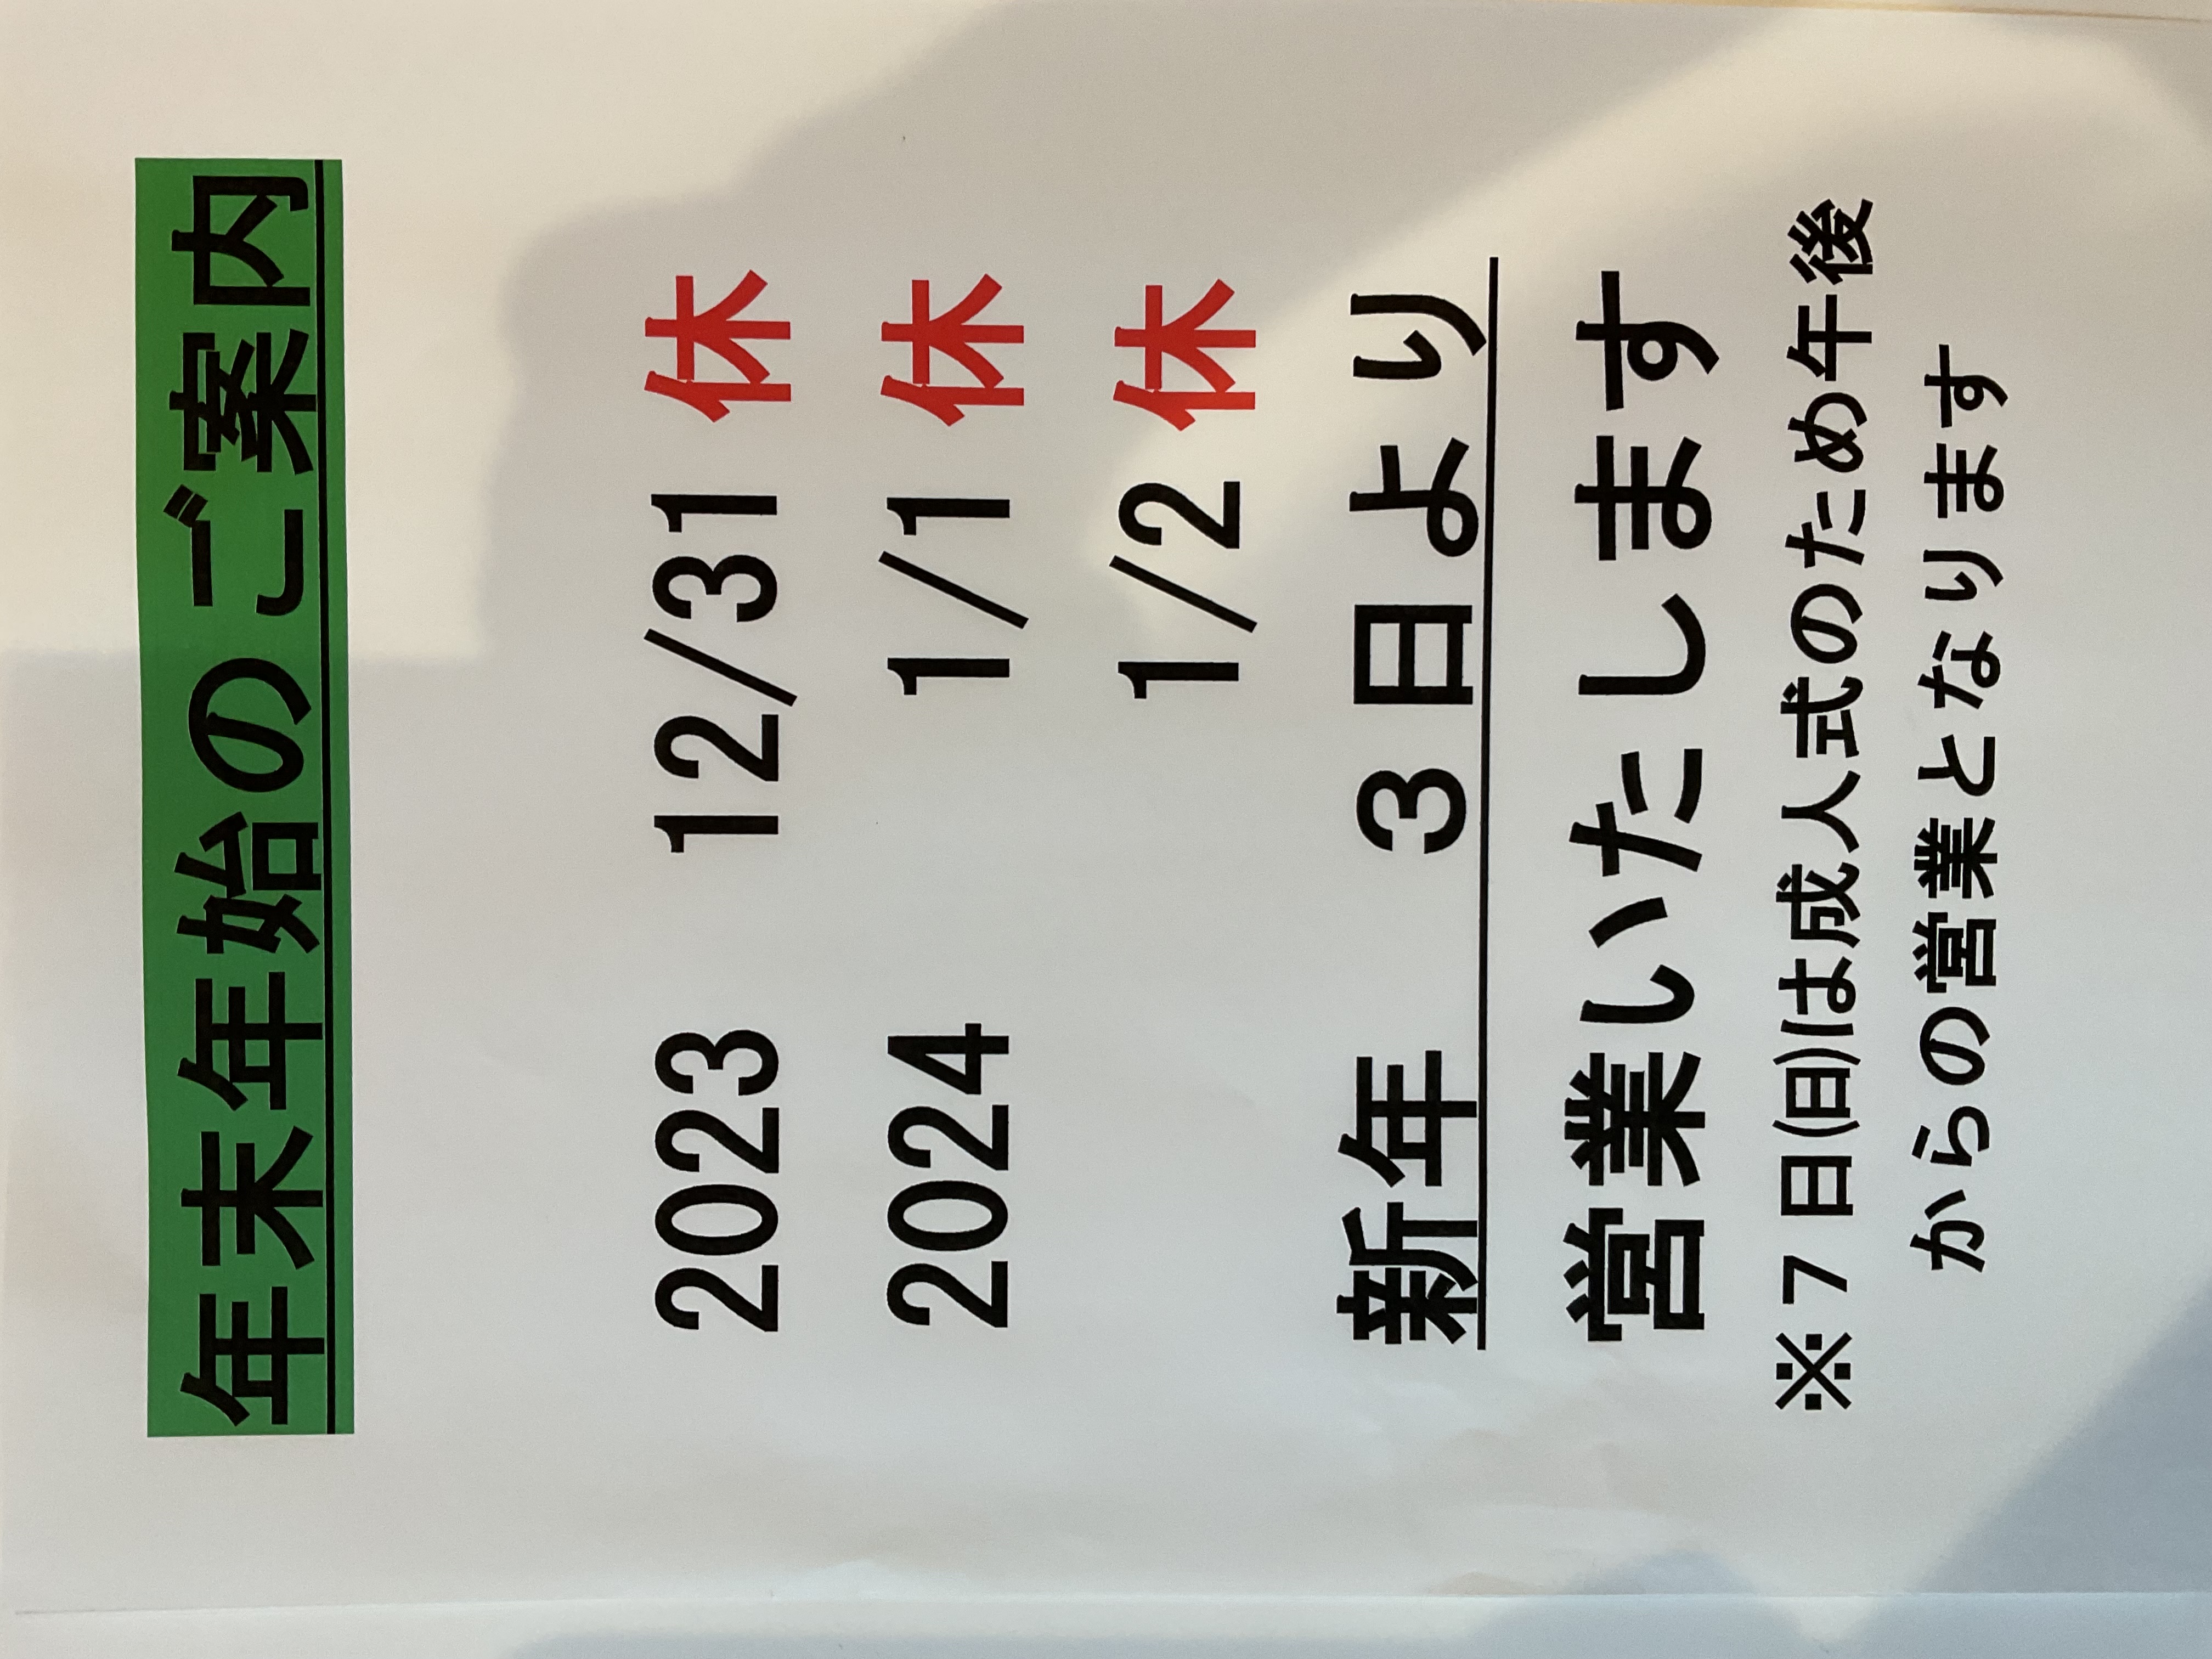 年末年始のご案内
2023 12/31 休
2024 1/1 休
1/2 休
新年 3日より
営業いたします
※7日(日)は成人式のため午後
からの営業となります